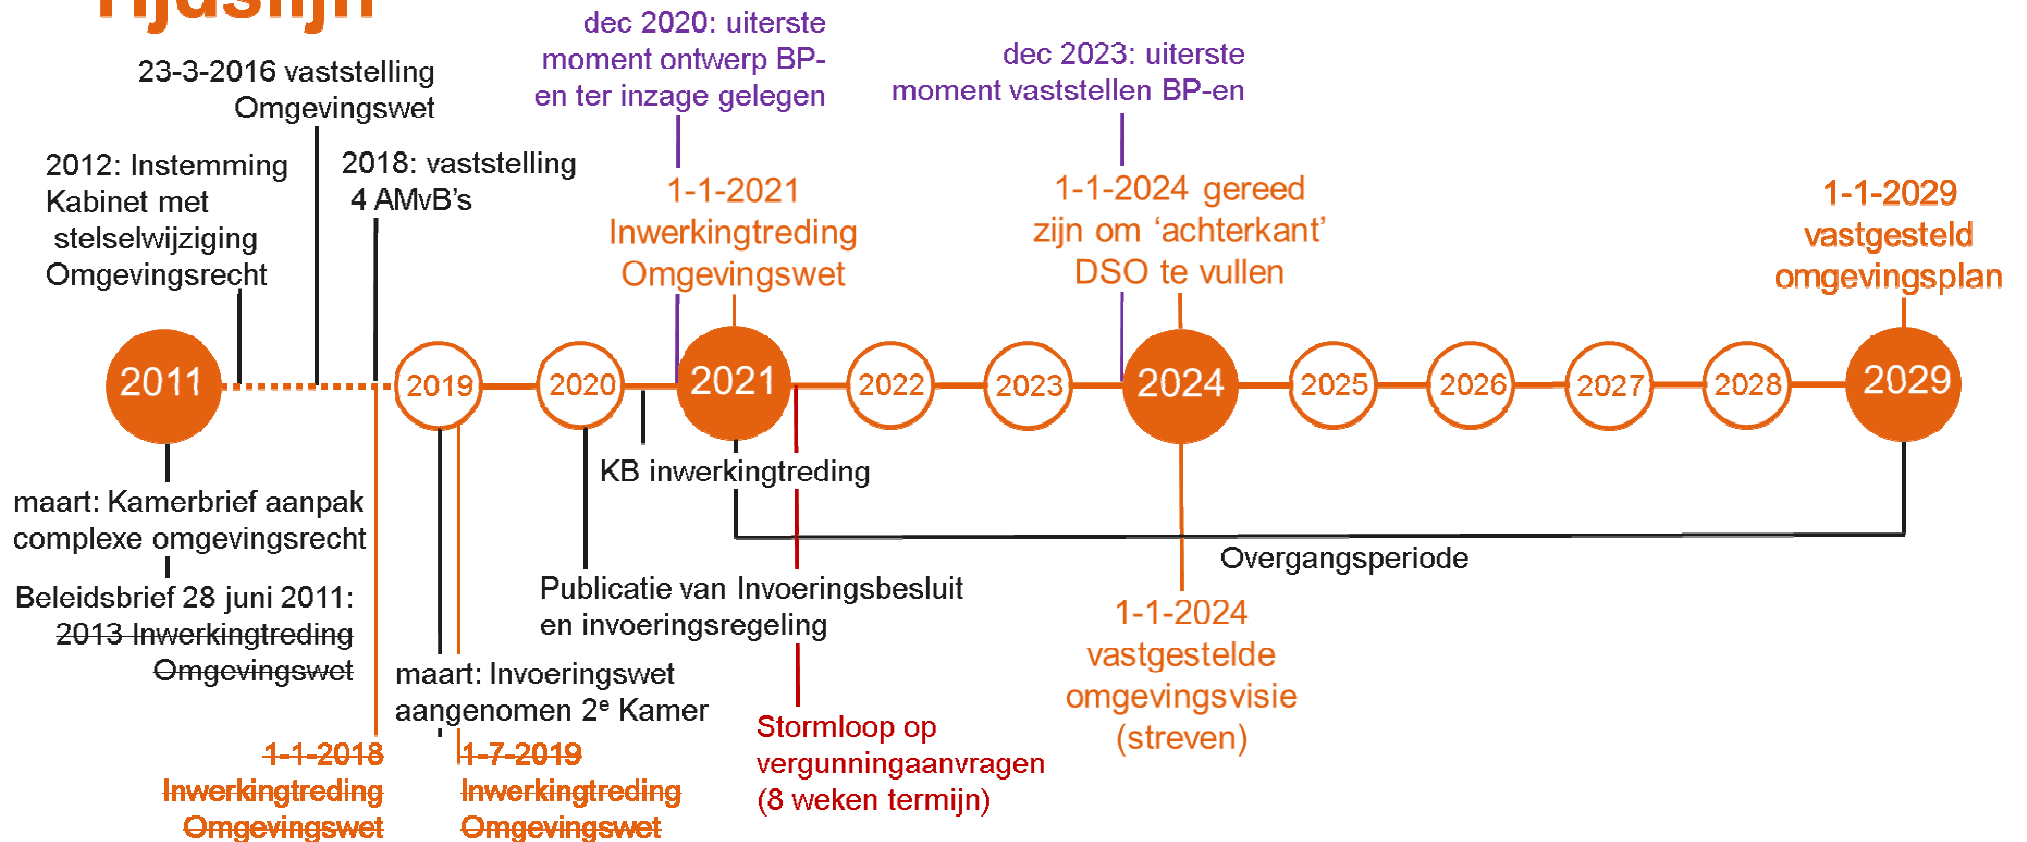 Tijdslijn
23-3-2016 vaststelling
Omgevingswet
2012: Instemming
Kabinet met
stelselwijziging
Omgevingsrecht
2018: vaststelling
4 AMvB's
dec 2020: uiterste
moment ontwerp BP-
en ter inzage gelegen
1-1-2021
Inwerkingtreding
Omgevingswet
dec 2023: uiterste
moment vaststellen BP-en
1-1-2024 gereed
zijn om ‘achterkant’
DSO te vullen
1-1-2029
vastgesteld
omgevingsplan
2011 2019 2020 2021 2022 2023 2024 2025 2026 2027 2028 2029
maart: Kamerbrief aanpak
complexe omgevingsrecht
Beleidsbrief 28 juni 2011:
2013 Inwerkingtreding
Omgevingswet
1-1-2018
Inwerkingtreding
Omgevingswet
maart: Invoeringswet
aangenomen 2e Kamer
1-7-2019
Inwerkingtreding
Omgevingswet
KB inwerkingtreding
Publicatie van Invoeringsbesluit
en invoeringsregeling
Stormloop op
vergunningaanvragen
(8 weken termijn)
Overgangsperiode
1-1-2024
vastgestelde
omgevingsvisie
(streven)